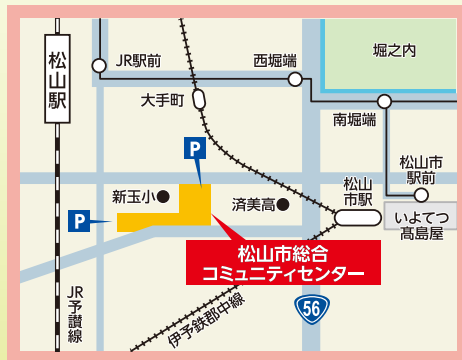 堀之内
JR駅前
西堀端
松山駅
大手町
南堀端
P
松山市
駅前
新玉小
済美高
松山
市駅
P
いよてつ
髙島屋
松山市総合
コミュニティセンター
JR予讃線
56
伊予鉄郡中線